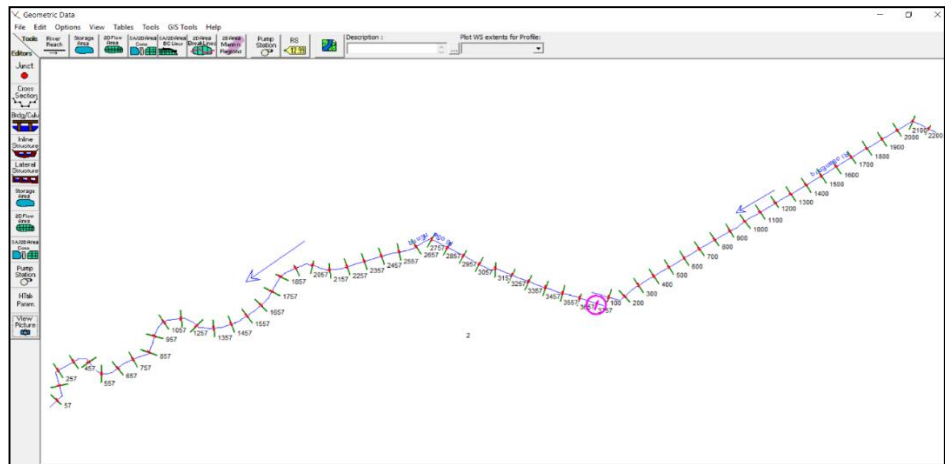 Geometric Data
File Edit Options View Tables Tools GIS Tools Help
Tools
River Reach
Storage Area
2D Flow Area
SA/2D Area Conn
SA/2D Area BC Lines
2D Area Break Lines
2D Area Mann n Regions
Pump Station
RS
Description :
...
Plot WS extents for Profile:
Editors
Junct.
Cross Section
Brdg/Culv
Inline Structure
Lateral Structure
Storage Area
2D Flow Area
SA/2D Area Conn
Pump Station
HTab Param.
View Picture
2200
2100
2000
1900
1800
1700
1600
1500
1400
1300
1200
1100
1000
900
800
700
600
500
400
300
200
100
3757
3657
3557
3457
3357
3257
3157
3057
2957
2857
2757
2657
2557
2457
2357
2257
2157
2057
1857
1757
1657
1557
1457
1357
1257
1057
957
857
757
657
557
457
257
57
2